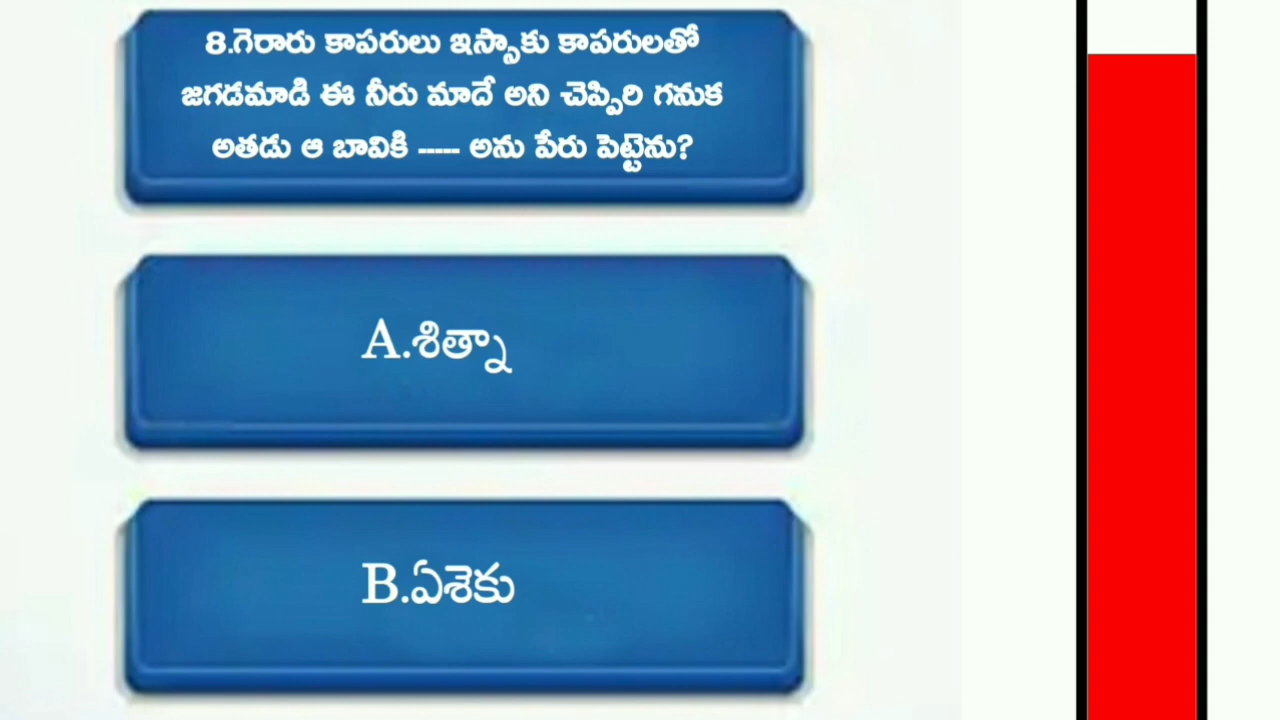 8.గెరారు కాపరులు ఇస్సాకు కాపరులతో
జగడమాడి ఈ నీరు మాదే అని చెప్పిరి గనుక
అతడు ఆ బావికి ----- అను పేరు పెట్టెను?
A.శిత్నా
B.ఏశెకు